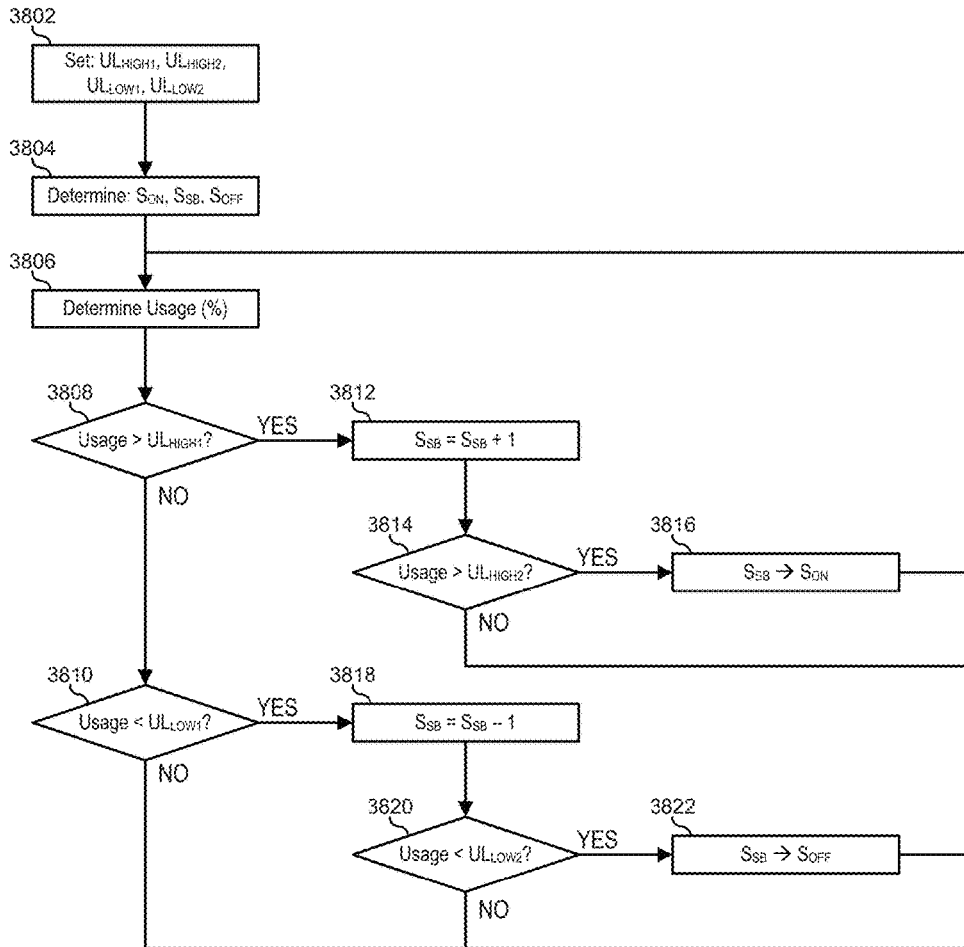 3802
Set: ULHIGH1, ULHIGH2,
ULLOW1, ULLOW2
3804
Determine: SON, SSB, SOFF
3806
Determine Usage (%)
3808
Usage > ULHIGH1?
YES
NO
3812
SSB = SSB + 1
3814
Usage > ULHIGH2?
YES
NO
3816
SSB → SON
3810
Usage < ULLOW1?
YES
NO
3818
SSB = SSB – 1
3820
Usage < ULLOW2?
YES
NO
3822
SSB → SOFF